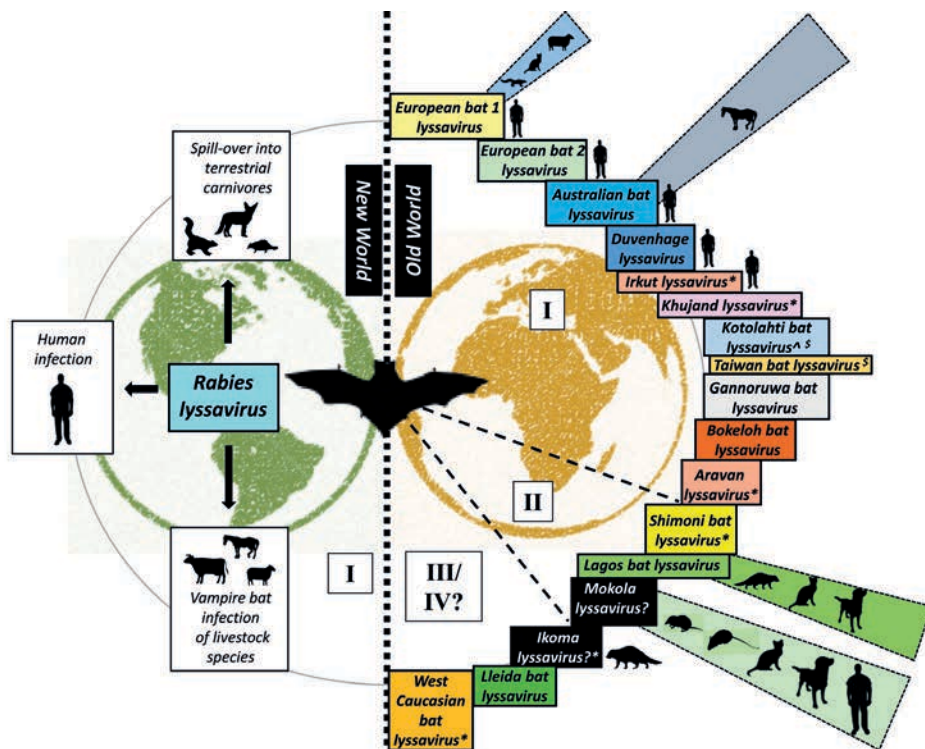 Spill-over into
terrestrial
carnivores
Human
infection
Rabies
lyssavirus
Vampire bat
infection
of livestock
species
New World
Old World
I
I
II
III/
IV?
European bat 1
lyssavirus
European bat 2
lyssavirus
Australian bat
lyssavirus
Duvenhage
lyssavirus
Irkut lyssavirus*
Khujand lyssavirus*
Kotolahti bat
lyssavirus^ $
Taiwan bat lyssavirus $
Gannoruwa bat
lyssavirus
Bokeloh bat
lyssavirus
Aravan
lyssavirus*
Shimoni bat
lyssavirus*
Lagos bat lyssavirus
Mokola
lyssavirus?
Ikoma
lyssavirus?*
Lleida bat
lyssavirus
West
Caucasian
bat
lyssavirus*